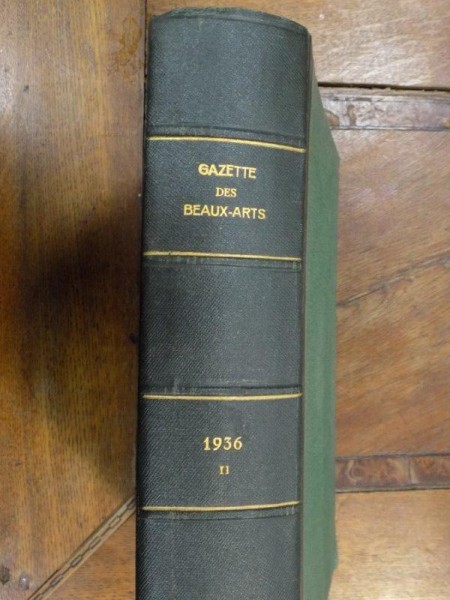 GAZETTE
DES
BEAUX-ARTS
1936
II